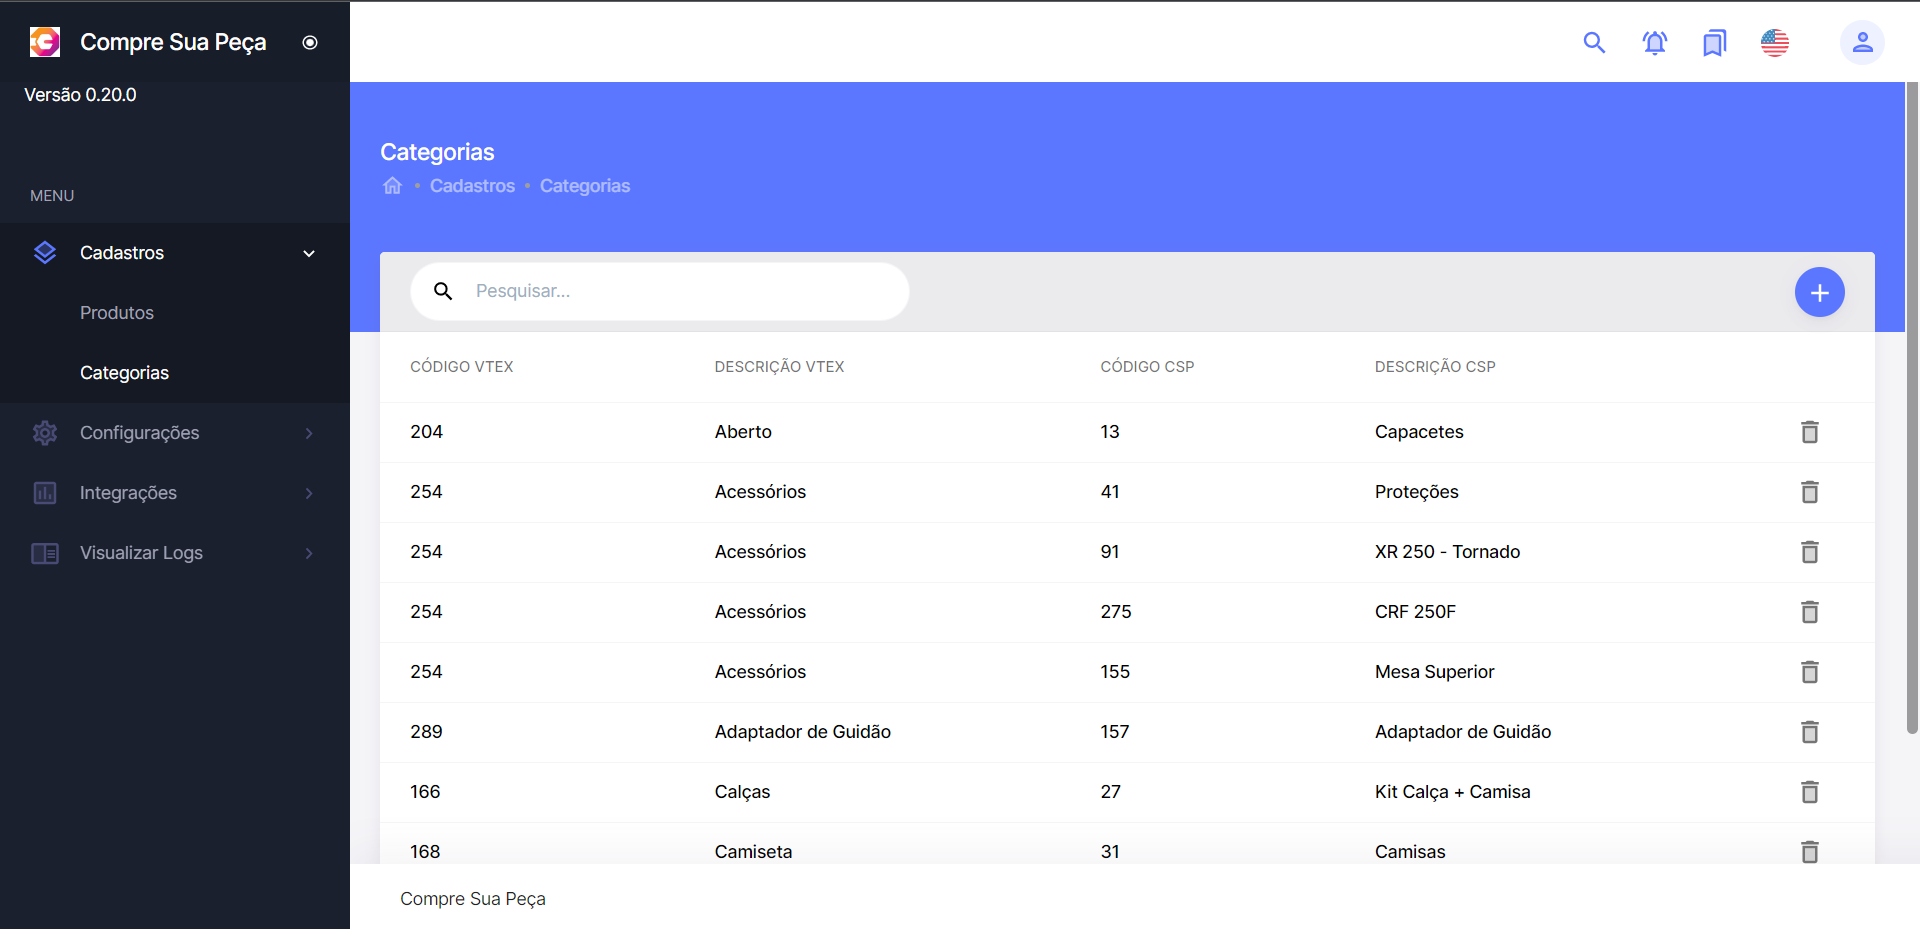 Compre Sua Peça
Versão 0.20.0
MENU
Cadastros
Produtos
Categorias
Configurações
Integrações
Visualizar Logs
Categorias
Cadastros • Categorias
Pesquisar...
CÓDIGO VTEX DESCRIÇÃO VTEX CÓDIGO CSP DESCRIÇÃO CSP
204 Aberto 13 Capacetes
254 Acessórios 41 Proteções
254 Acessórios 91 XR 250 - Tornado
254 Acessórios 275 CRF 250F
254 Acessórios 155 Mesa Superior
289 Adaptador de Guidão 157 Adaptador de Guidão
166 Calças 27 Kit Calça + Camisa
168 Camiseta 31 Camisas
Compre Sua Peça